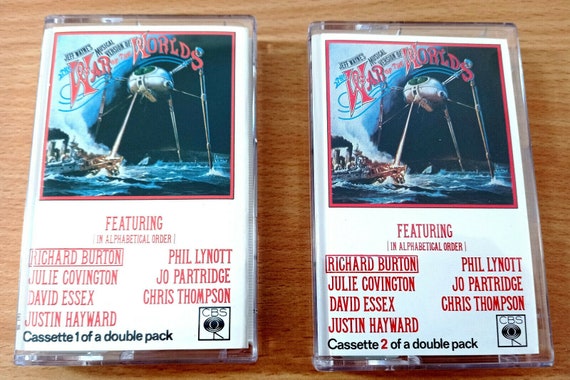 JEFF WAYNE'S
MUSICAL
VERSION OF
THE
WAR OF THE WORLDS
FEATURING
[IN ALPHABETICAL ORDER]
RICHARD BURTON PHIL LYNOTT
JULIE COVINGTON JO PARTRIDGE
DAVID ESSEX CHRIS THOMPSON
JUSTIN HAYWARD
CBS
Cassette 1 of a double pack
JEFF WAYNE'S
MUSICAL
VERSION OF
THE
WAR OF THE WORLDS
FEATURING
[IN ALPHABETICAL ORDER]
RICHARD BURTON PHIL LYNOTT
JULIE COVINGTON JO PARTRIDGE
DAVID ESSEX CHRIS THOMPSON
JUSTIN HAYWARD
CBS
Cassette 2 of a double pack